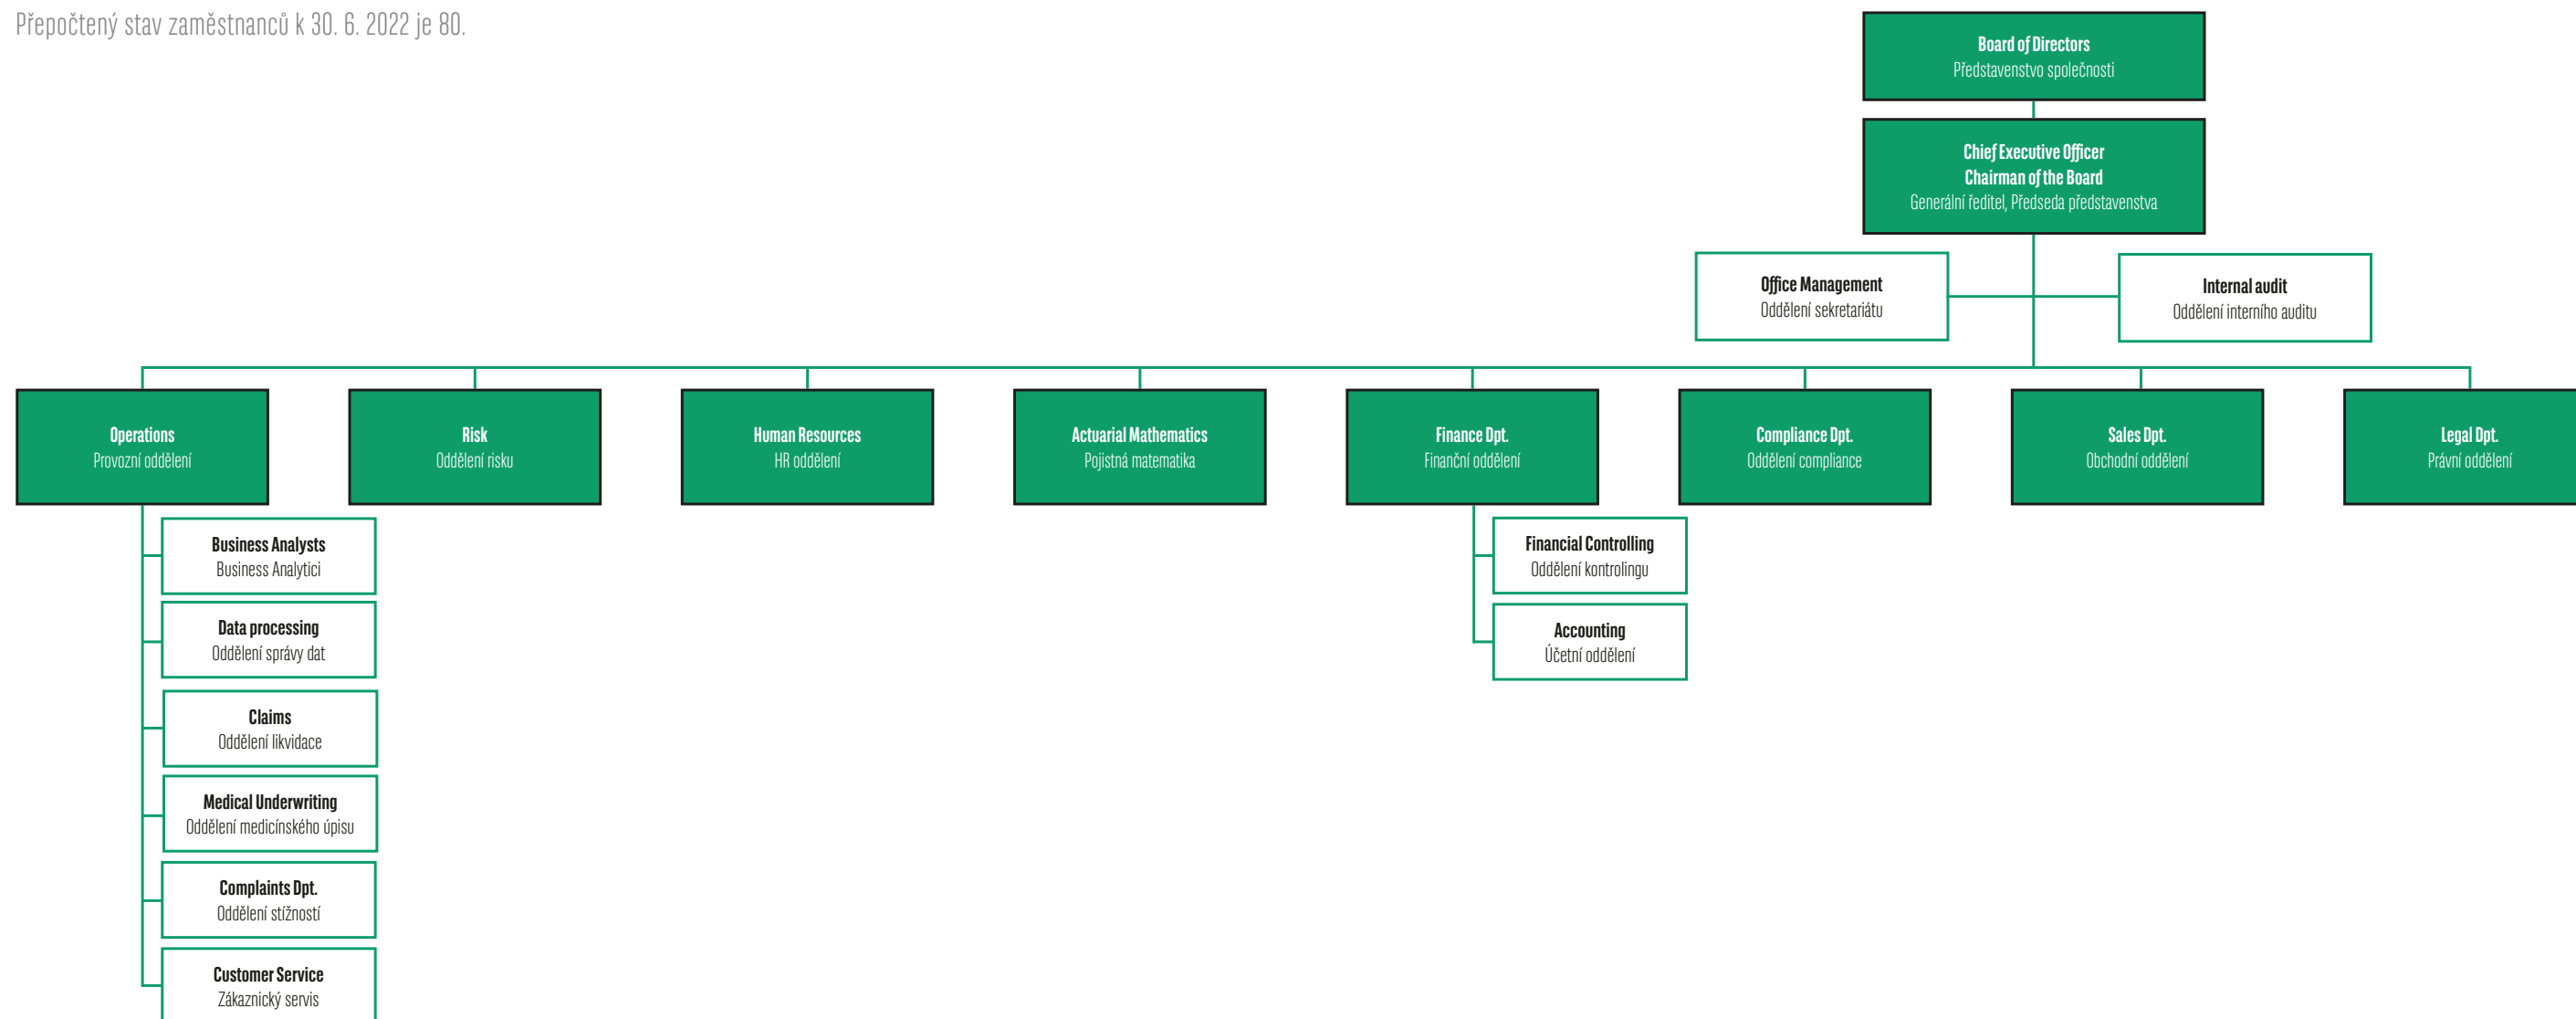 Přepočtený stav zaměstnanců k 30. 6. 2022 je 80.
Board of Directors
Představenstvo společnosti
Chief Executive Officer
Chairman of the Board
Generální ředitel, Předseda představenstva
Office Management
Oddělení sekretariátu
Internal audit
Oddělení interního auditu
Operations
Provozní oddělení
Risk
Oddělení risku
Human Resources
HR oddělení
Actuarial Mathematics
Pojistná matematika
Finance Dpt.
Finanční oddělení
Compliance Dpt.
Oddělení compliance
Sales Dpt.
Obchodní oddělení
Legal Dpt.
Právní oddělení
Business Analysts
Business Analytici
Data processing
Oddělení správy dat
Claims
Oddělení likvidace
Medical Underwriting
Oddělení medicínského úpisu
Complaints Dpt.
Oddělení stížností
Customer Service
Zákaznický servis
Financial Controlling
Oddělení kontrolingu
Accounting
Účetní oddělení